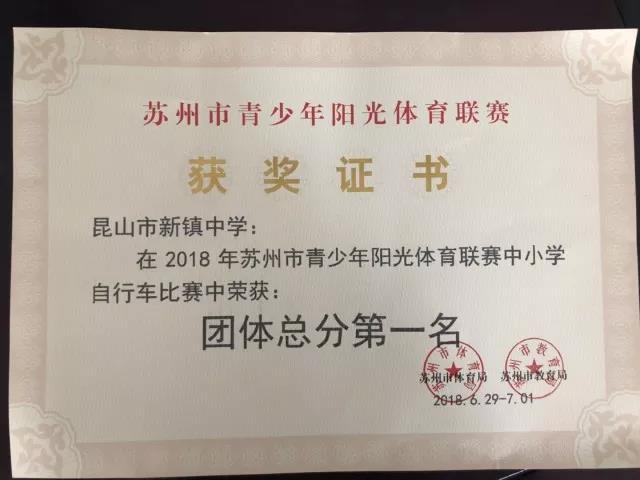 苏州市青少年阳光体育联赛
获奖证书
昆山市新镇中学：
在 2018 年苏州市青少年阳光体育联赛中小学
自行车比赛中荣获：
团体总分第一名
苏州市体育局 苏州市教育局
2018.6.29-7.01